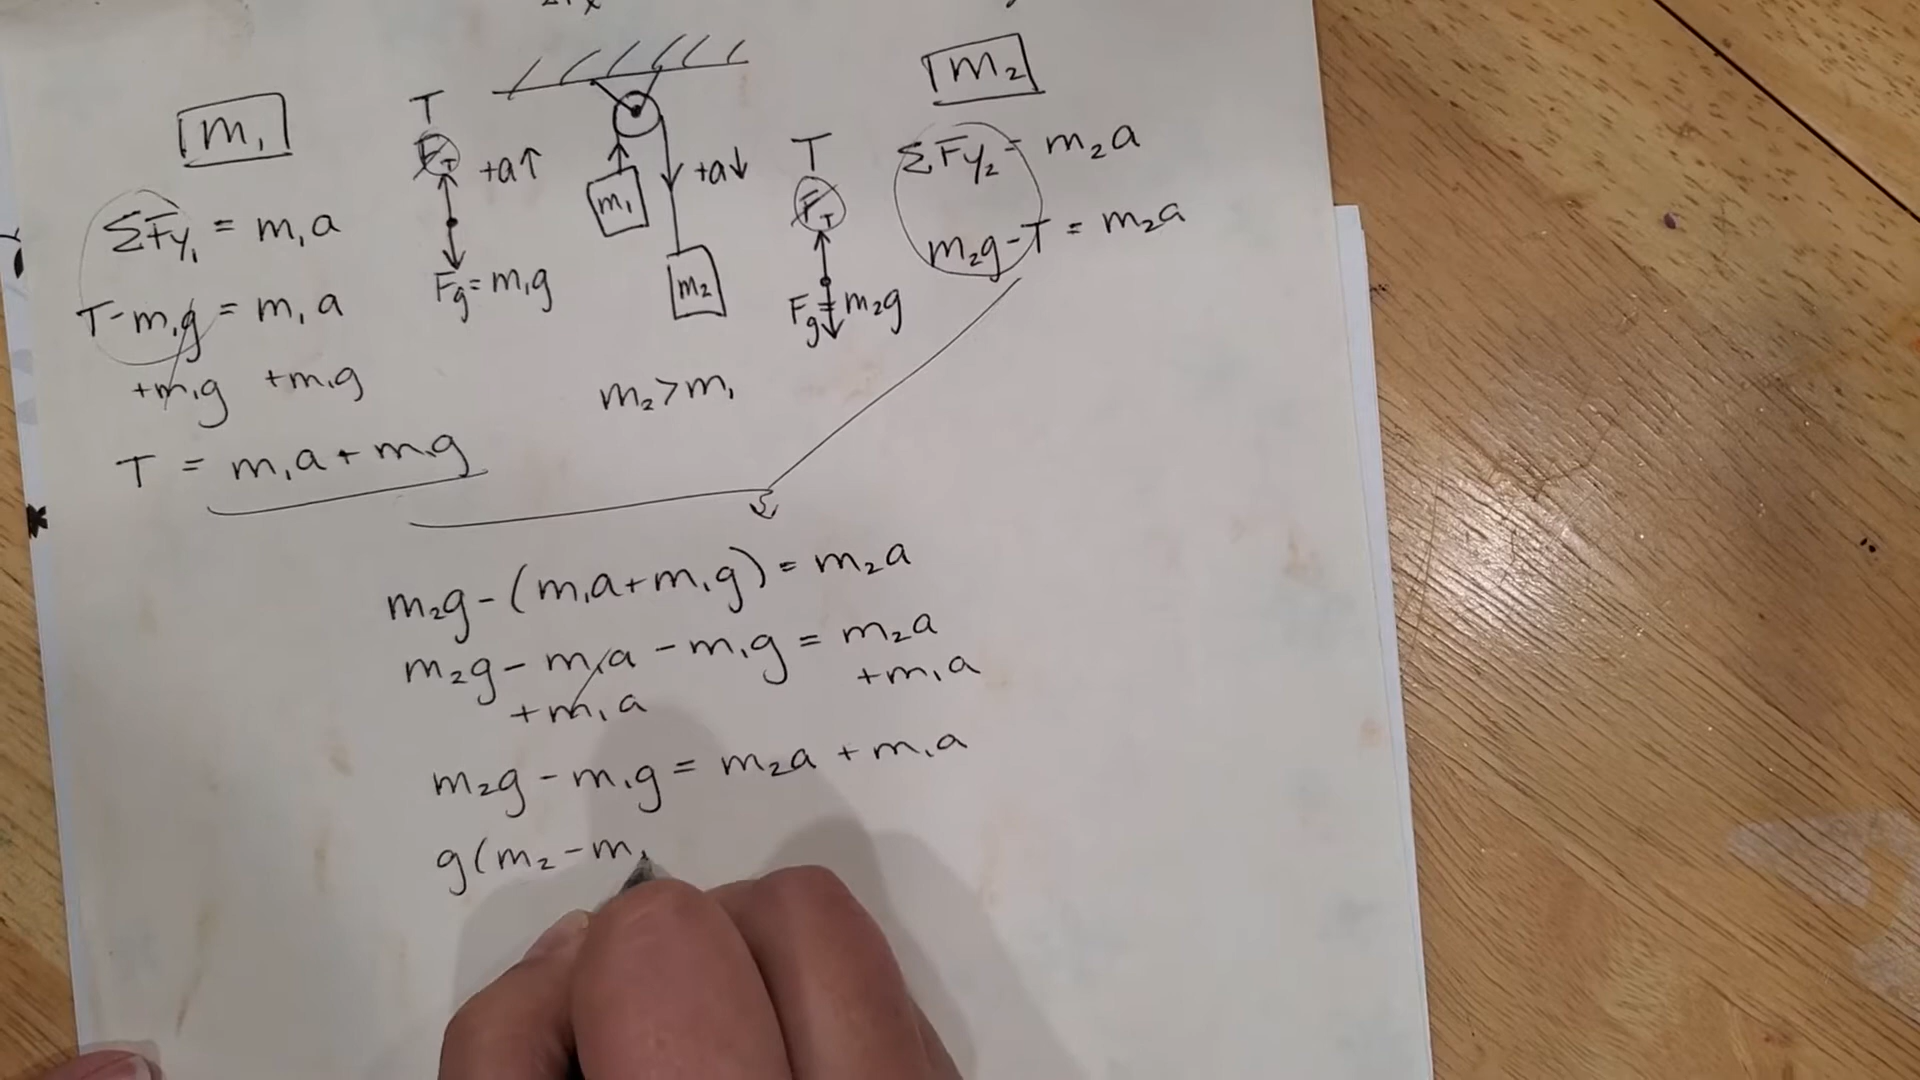 m₁
ΣFy₁ = m₁a
T - m₁g = m₁a
+m₁g +m₁g
T = m₁a + m₁g
T
F_T
+a↑
Fg = m₁g
m₁
+a↓
m₂
m₂ > m₁
T
F_T
Fg = m₂g
m₂
ΣFy₂ = m₂a
m₂g - T = m₂a
m₂g - (m₁a + m₁g) = m₂a
m₂g - m₁a - m₁g = m₂a
+m₁a +m₁a
m₂g - m₁g = m₂a + m₁a
g(m₂ - m₁